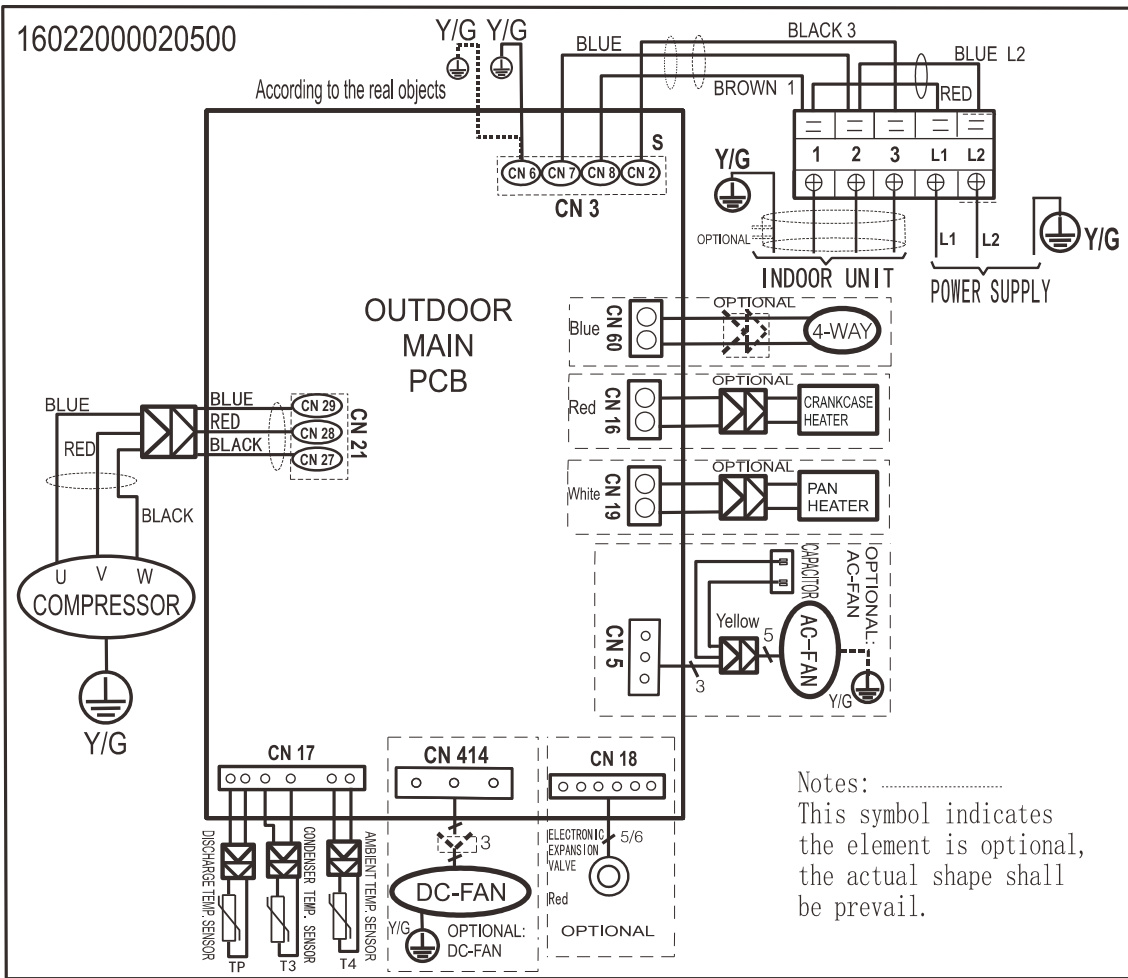 16022000020500
Y/G Y/G
According to the real objects
BLUE
BLACK 3
BROWN 1
BLUE L2
RED
S
CN 6 CN 7 CN 8 CN 2
CN 3
1 2 3 L1 L2
Y/G
OPTIONAL
L1 L2
Y/G
INDOOR UNIT
POWER SUPPLY
OUTDOOR
MAIN
PCB
Blue
CN 60
OPTIONAL
4-WAY
Red
CN 16
OPTIONAL
CRANKCASE
HEATER
White
CN 19
OPTIONAL
PAN
HEATER
BLUE
RED
BLACK
BLUE
RED
BLACK
CN 29
CN 28
CN 27
CN 21
U V W
COMPRESSOR
Y/G
CN 5
3
Yellow
5
CAPACITOR
AC-FAN
OPTIONAL:
AC-FAN
Y/G
CN 17
DISCHARGE TEMP. SENSOR
CONDENSER TEMP. SENSOR
AMBIENT TEMP. SENSOR
TP T3 T4
CN 414
3
DC-FAN
Y/G
OPTIONAL:
DC-FAN
CN 18
ELECTRONIC
EXPANSION
VALVE
5/6
Red
OPTIONAL
Notes:
This symbol indicates
the element is optional,
the actual shape shall
be prevail.